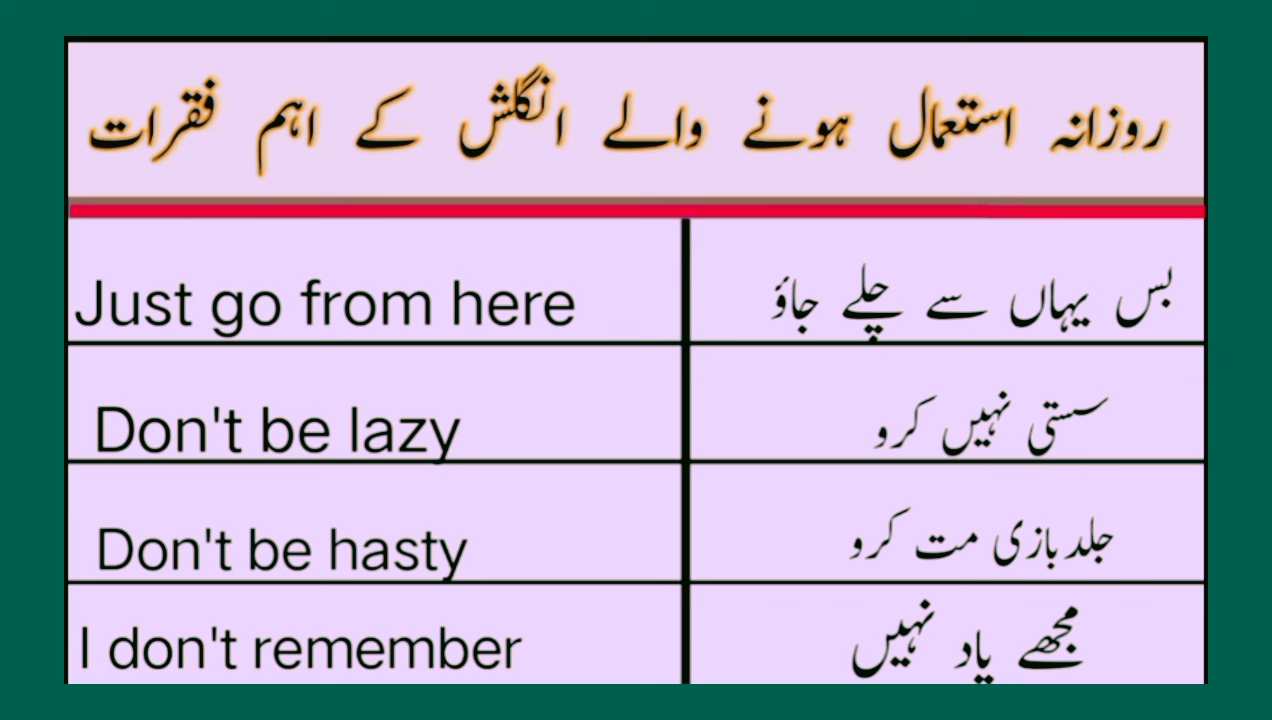 روزانہ استعمال ہونے والے انگلش کے اہم فقرات
Just go from here بس یہاں سے چلے جاؤ
Don't be lazy سستی نہیں کرو
Don't be hasty جلد بازی مت کرو
I don't remember مجھے یاد نہیں